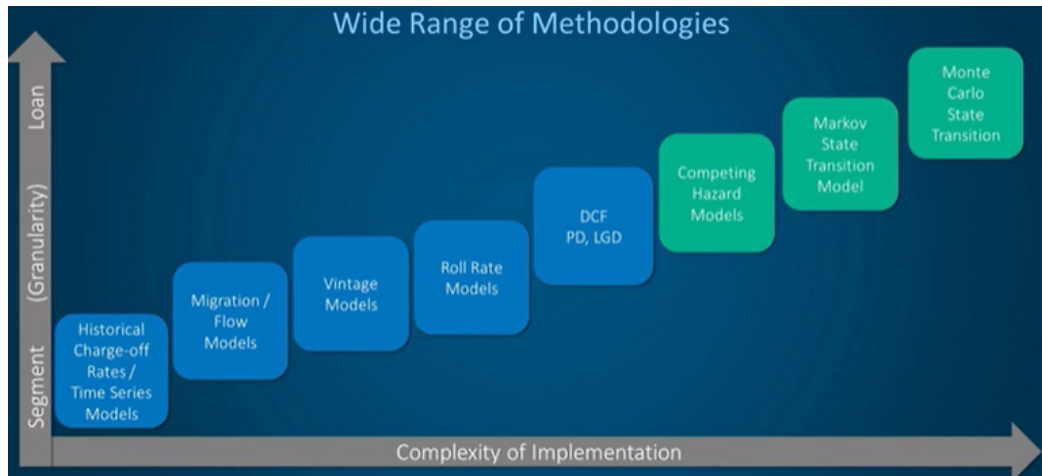 Wide Range of Methodologies
Loan
(Granularity)
Segment
Historical
Charge-off
Rates /
Time Series
Models
Migration /
Flow
Models
Vintage
Models
Roll Rate
Models
DCF
PD, LGD
Competing
Hazard
Models
Markov
State
Transition
Model
Monte
Carlo
State
Transition
Complexity of Implementation